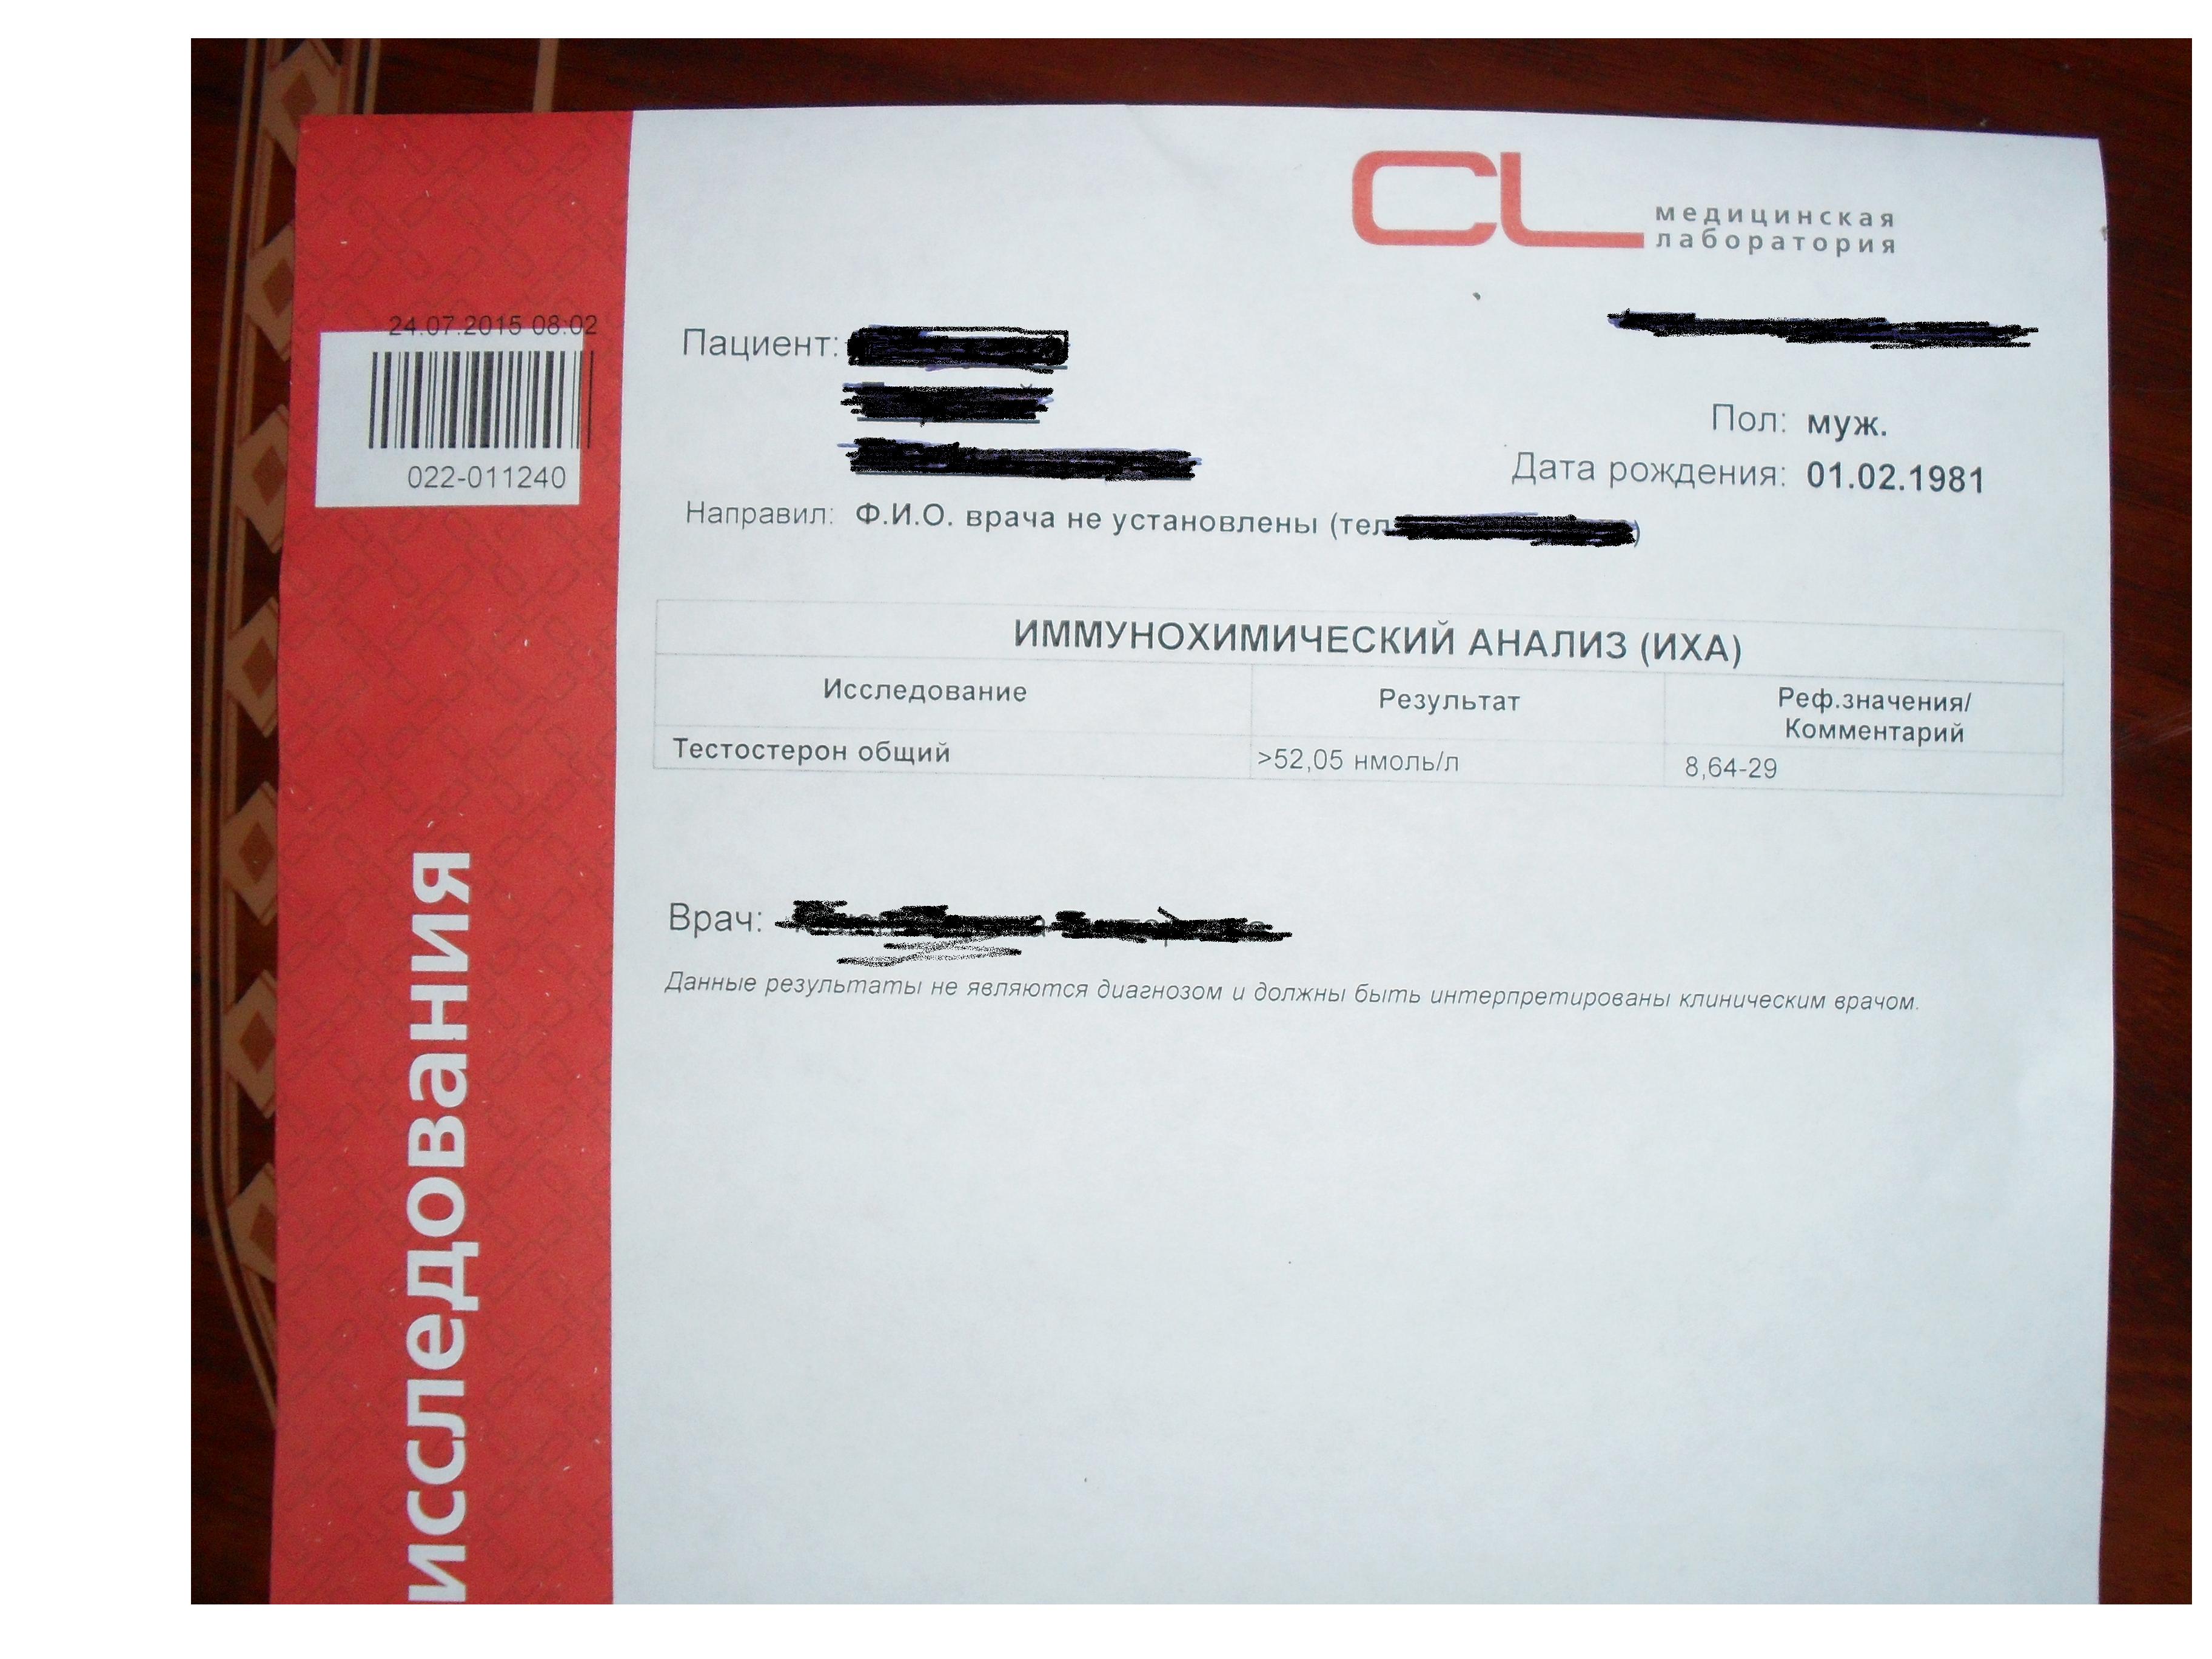 CL
медицинская
лаборатория
24.07.2015 08:02
022-011240
Пациент:
Пол: муж.
Дата рождения: 01.02.1981
Направил: Ф.И.О. врача не установлены (тел )
ИММУНОХИМИЧЕСКИЙ АНАЛИЗ (ИХА)
Исследование Результат Реф.значения/
Комментарий
Тестостерон общий >52,05 нмоль/л 8,64-29
Врач:
Данные результаты не являются диагнозом и должны быть интерпретированы клиническим врачом.
исследования